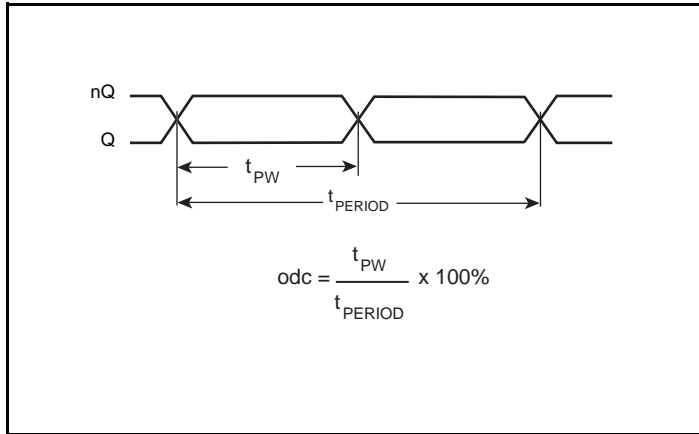 nQ
Q
tPW
tPERIOD
odc = tPW / tPERIOD x 100%